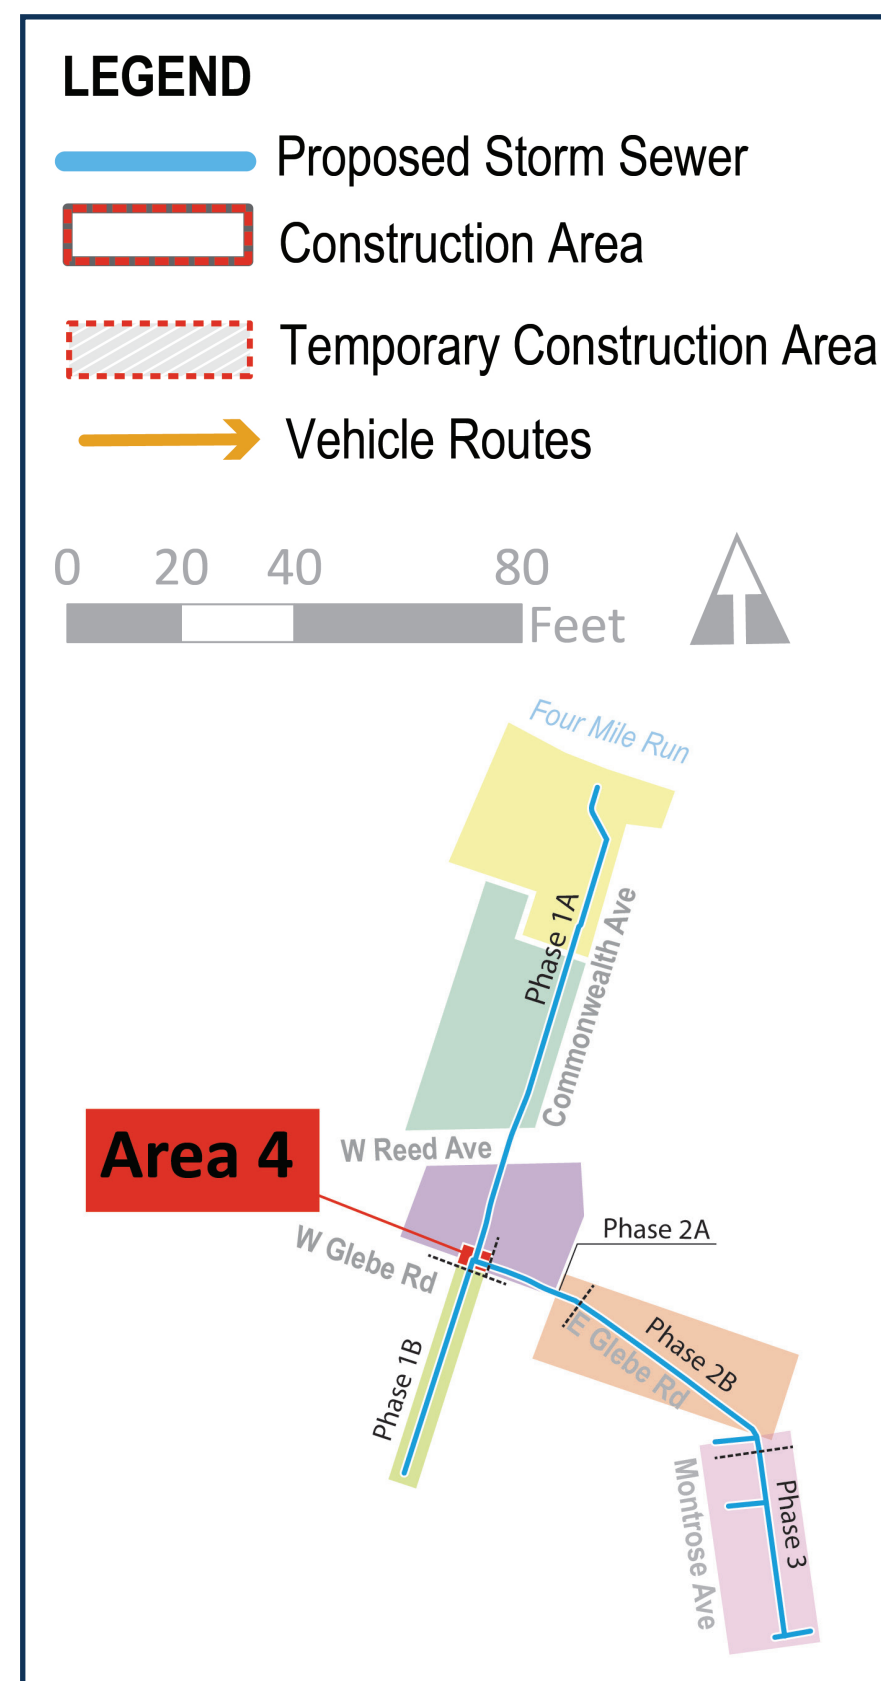 LEGEND
Proposed Storm Sewer
Construction Area
Temporary Construction Area
Vehicle Routes
0 20 40 80
Feet
Four Mile Run
Phase 1A
Commonwealth Ave
W Reed Ave
Area 4
W Glebe Rd
Phase 2A
Phase 1B
E Glebe Rd
Phase 2B
Montrose Ave
Phase 3